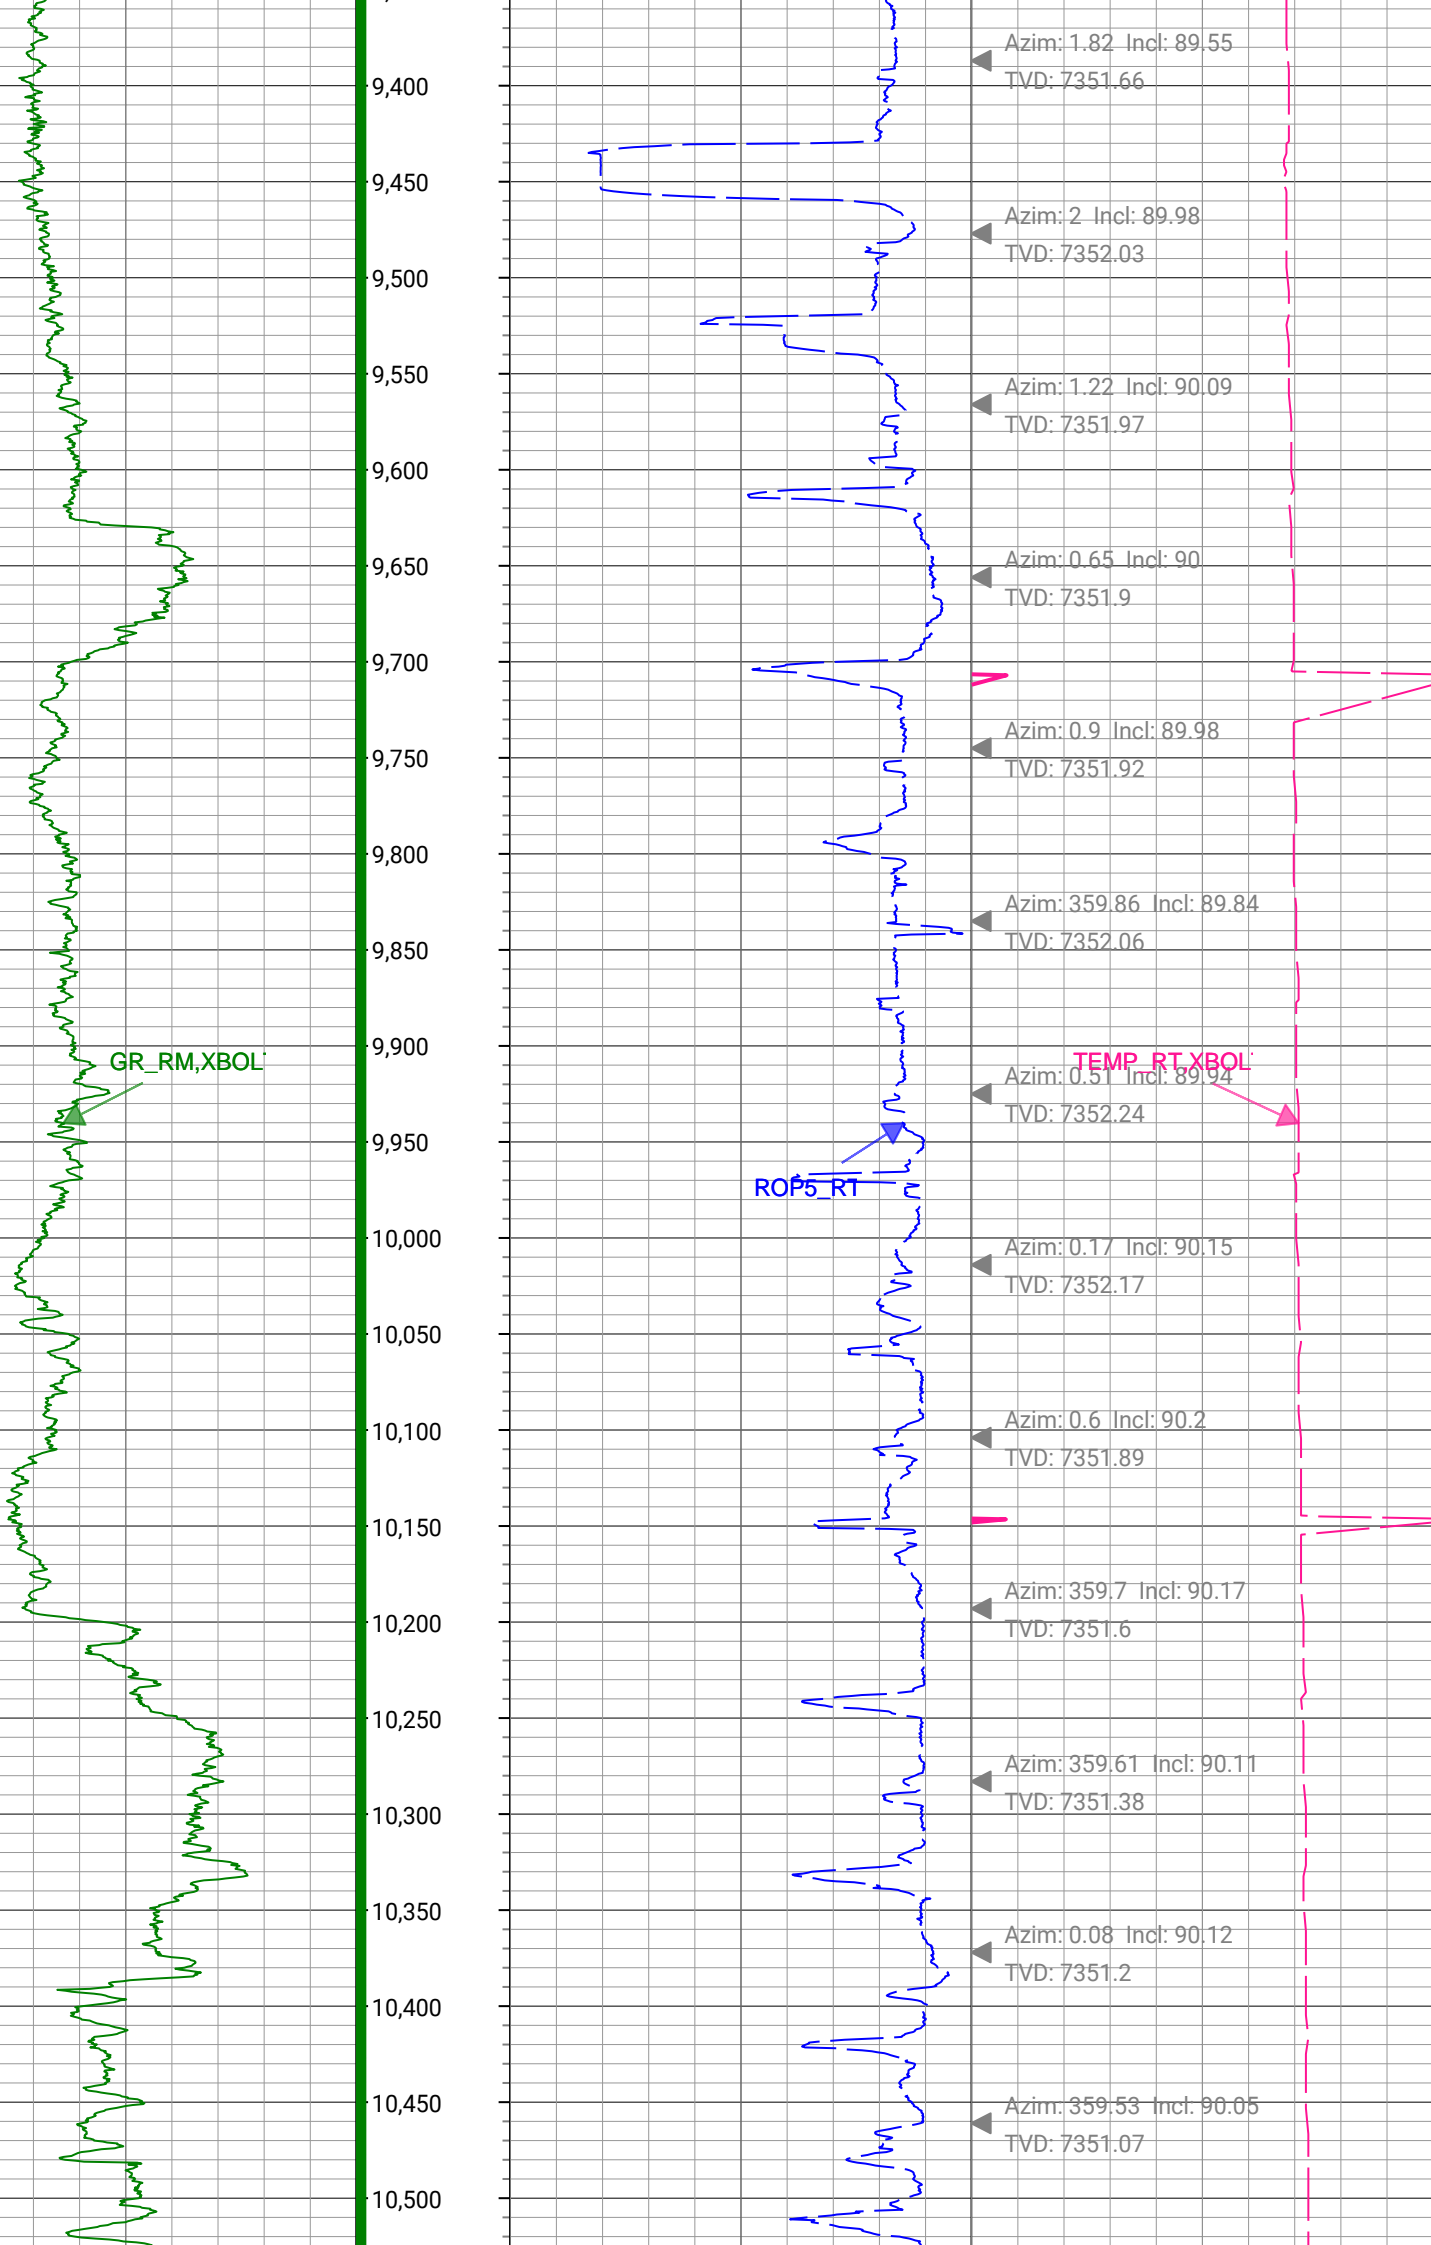 Azim: 1.82 Incl: 89.55
TVD: 7351.66
9,400
9,450
Azim: 2 Incl: 89.98
TVD: 7352.03
9,500
9,550
Azim: 1.22 Incl: 90.09
TVD: 7351.97
9,600
Azim: 0.65 Incl: 90
9,650
TVD: 7351.9
9,700
Azim: 0.9 Incl: 89.98
9,750
TVD: 7351.92
9,800
Azim: 359.86 Incl: 89.84
TVD: 7352.06
9,850
9,900
GR_RM,XBOLT
TEMP_RT,XBOLT
Azim: 0.51 Incl: 89.94
TVD: 7352.24
9,950
ROP5_RT
10,000
Azim: 0.17 Incl: 90.15
TVD: 7352.17
10,050
Azim: 0.6 Incl: 90.2
10,100
TVD: 7351.89
10,150
Azim: 359.7 Incl: 90.17
10,200
TVD: 7351.6
10,250
Azim: 359.61 Incl: 90.11
TVD: 7351.38
10,300
10,350
Azim: 0.08 Incl: 90.12
TVD: 7351.2
10,400
10,450
Azim: 359.53 Incl: 90.05
TVD: 7351.07
10,500